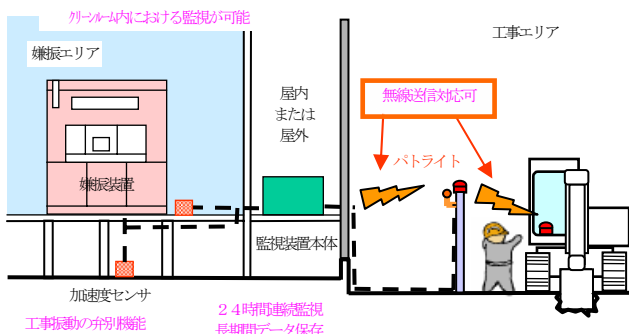 クリーンルーム内における監視が可能
嫌振エリア
工事エリア
屋内
または
屋外
無線送信対応可
パトライト
嫌振装置
監視装置本体
加速度センサ
工事振動の弁別機能
２４時間連続監視
長期間データ保存